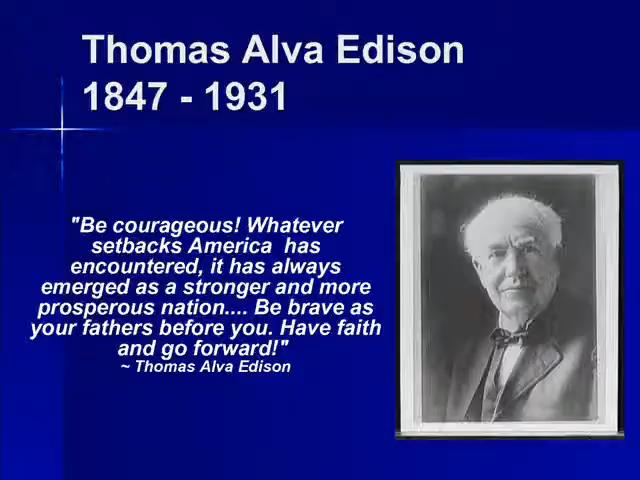 Thomas Alva Edison
1847 - 1931
"Be courageous! Whatever
setbacks America has
encountered, it has always
emerged as a stronger and more
prosperous nation.... Be brave as
your fathers before you. Have faith
and go forward!"
~ Thomas Alva Edison